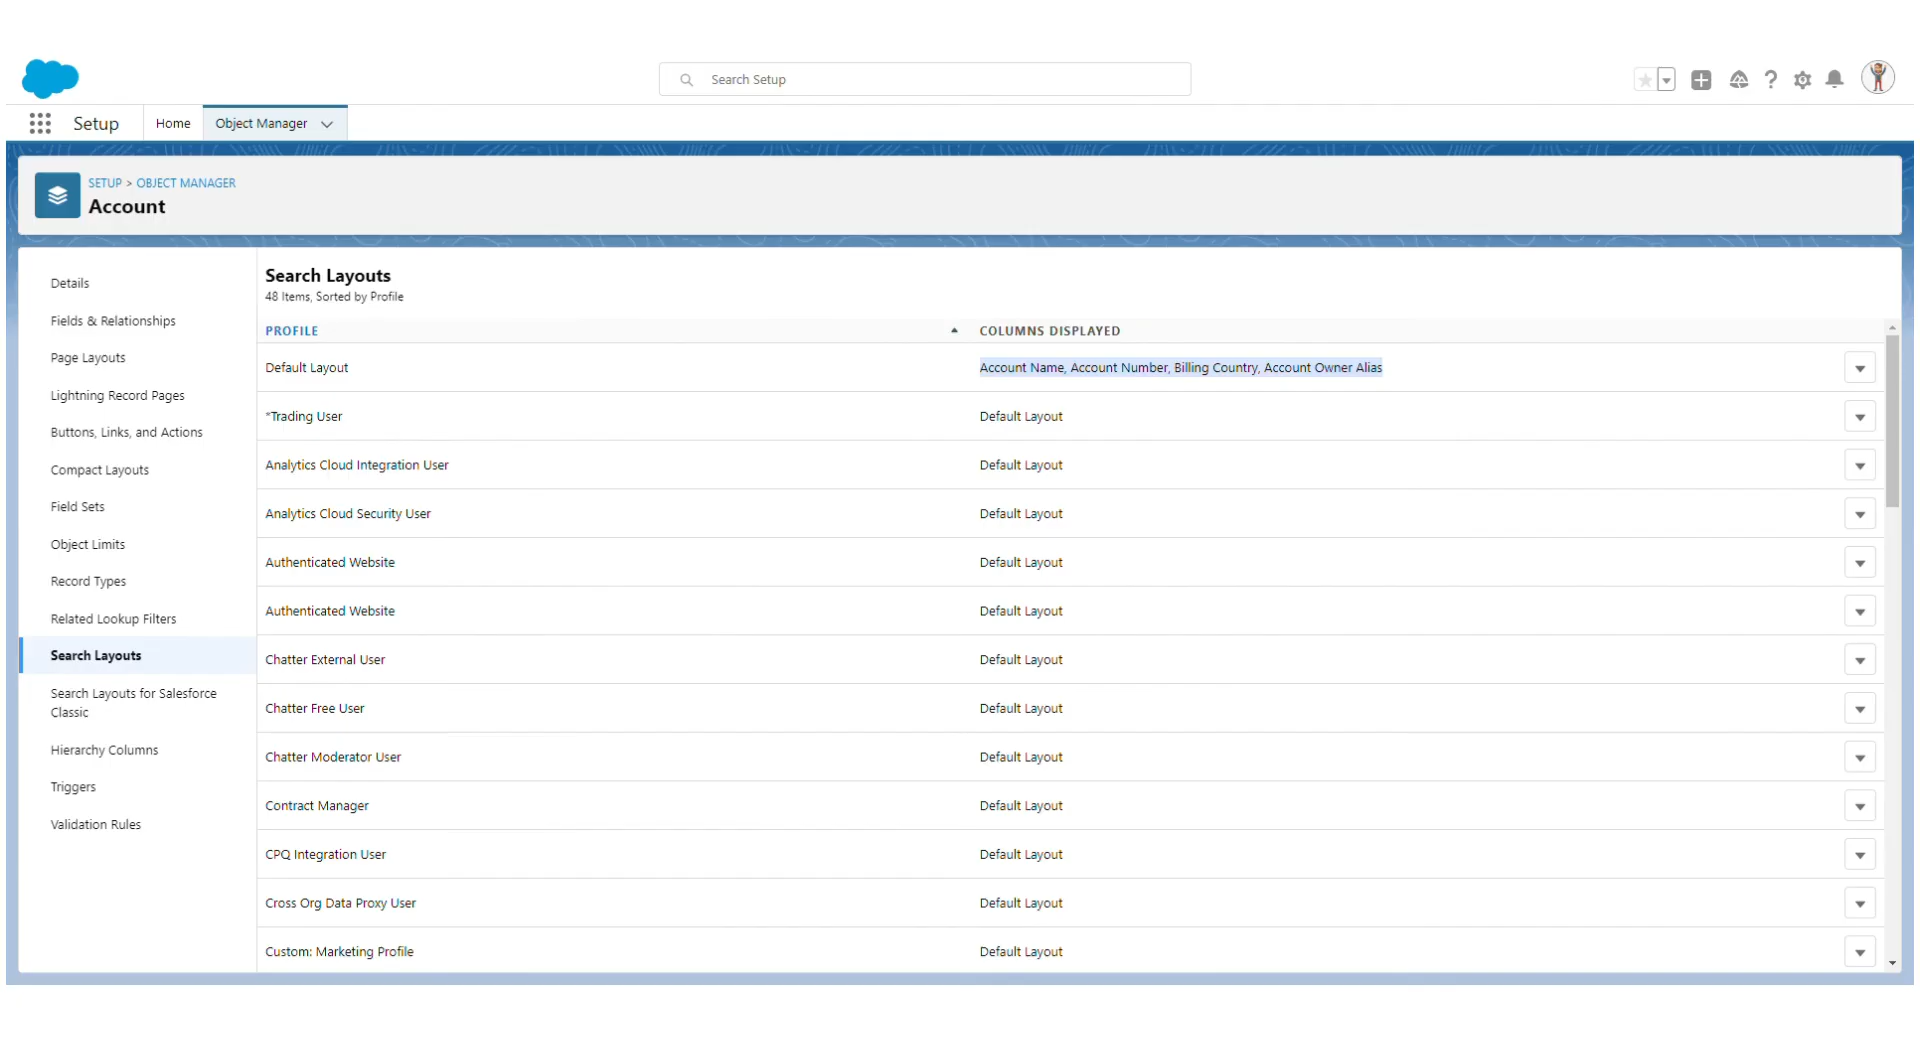 Search Setup
Setup
Home
Object Manager
SETUP > OBJECT MANAGER
Account
Details
Fields & Relationships
Page Layouts
Lightning Record Pages
Buttons, Links, and Actions
Compact Layouts
Field Sets
Object Limits
Record Types
Related Lookup Filters
Search Layouts
Search Layouts for Salesforce
Classic
Hierarchy Columns
Triggers
Validation Rules
Search Layouts
48 Items, Sorted by Profile
PROFILE COLUMNS DISPLAYED
Default Layout Account Name, Account Number, Billing Country, Account Owner Alias
*Trading User Default Layout
Analytics Cloud Integration User Default Layout
Analytics Cloud Security User Default Layout
Authenticated Website Default Layout
Authenticated Website Default Layout
Chatter External User Default Layout
Chatter Free User Default Layout
Chatter Moderator User Default Layout
Contract Manager Default Layout
CPQ Integration User Default Layout
Cross Org Data Proxy User Default Layout
Custom: Marketing Profile Default Layout